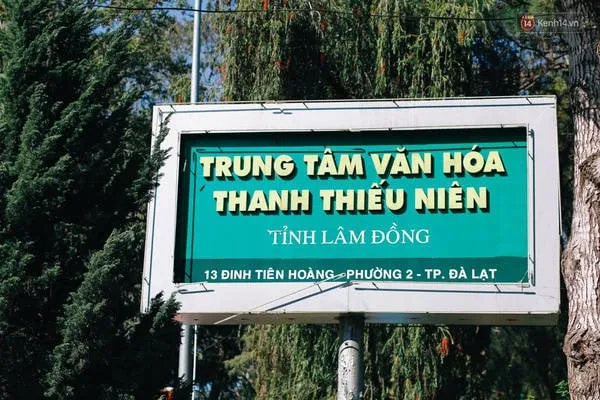 14
Kenh14.vn
TRUNG TÂM VĂN HÓA
THANH THIẾU NIÊN
TỈNH LÂM ĐỒNG
13 ĐINH TIÊN HOÀNG - PHƯỜNG 2 - TP. ĐÀ LẠT